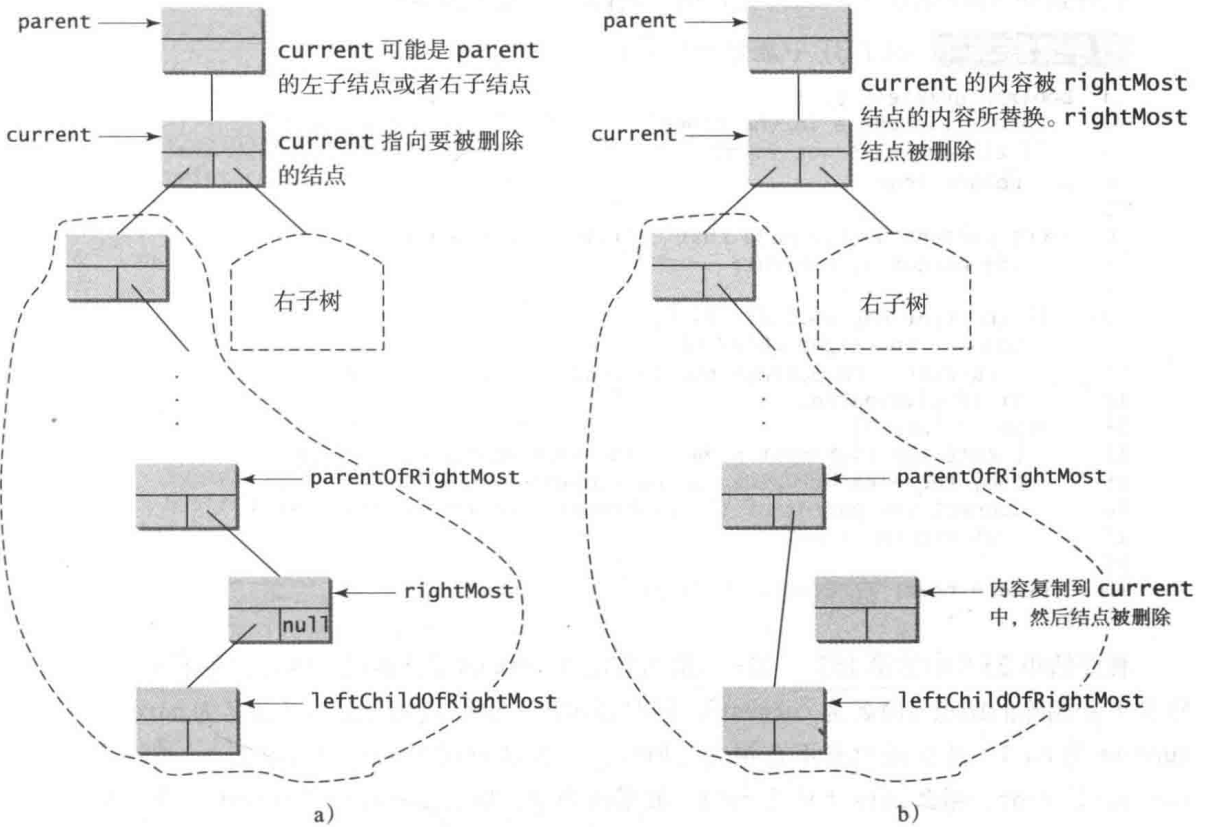 parent
current 可能是 parent
的左子结点或者右子结点
current
current 指向要被删除
的结点
右子树
parentOfRightMost
rightMost
null
leftChildOfRightMost
a)
parent
current 的内容被 rightMost
结点的内容所替换。rightMost
结点被删除
current
右子树
parentOfRightMost
内容复制到 current
中，然后结点被删除
leftChildOfRightMost
b)